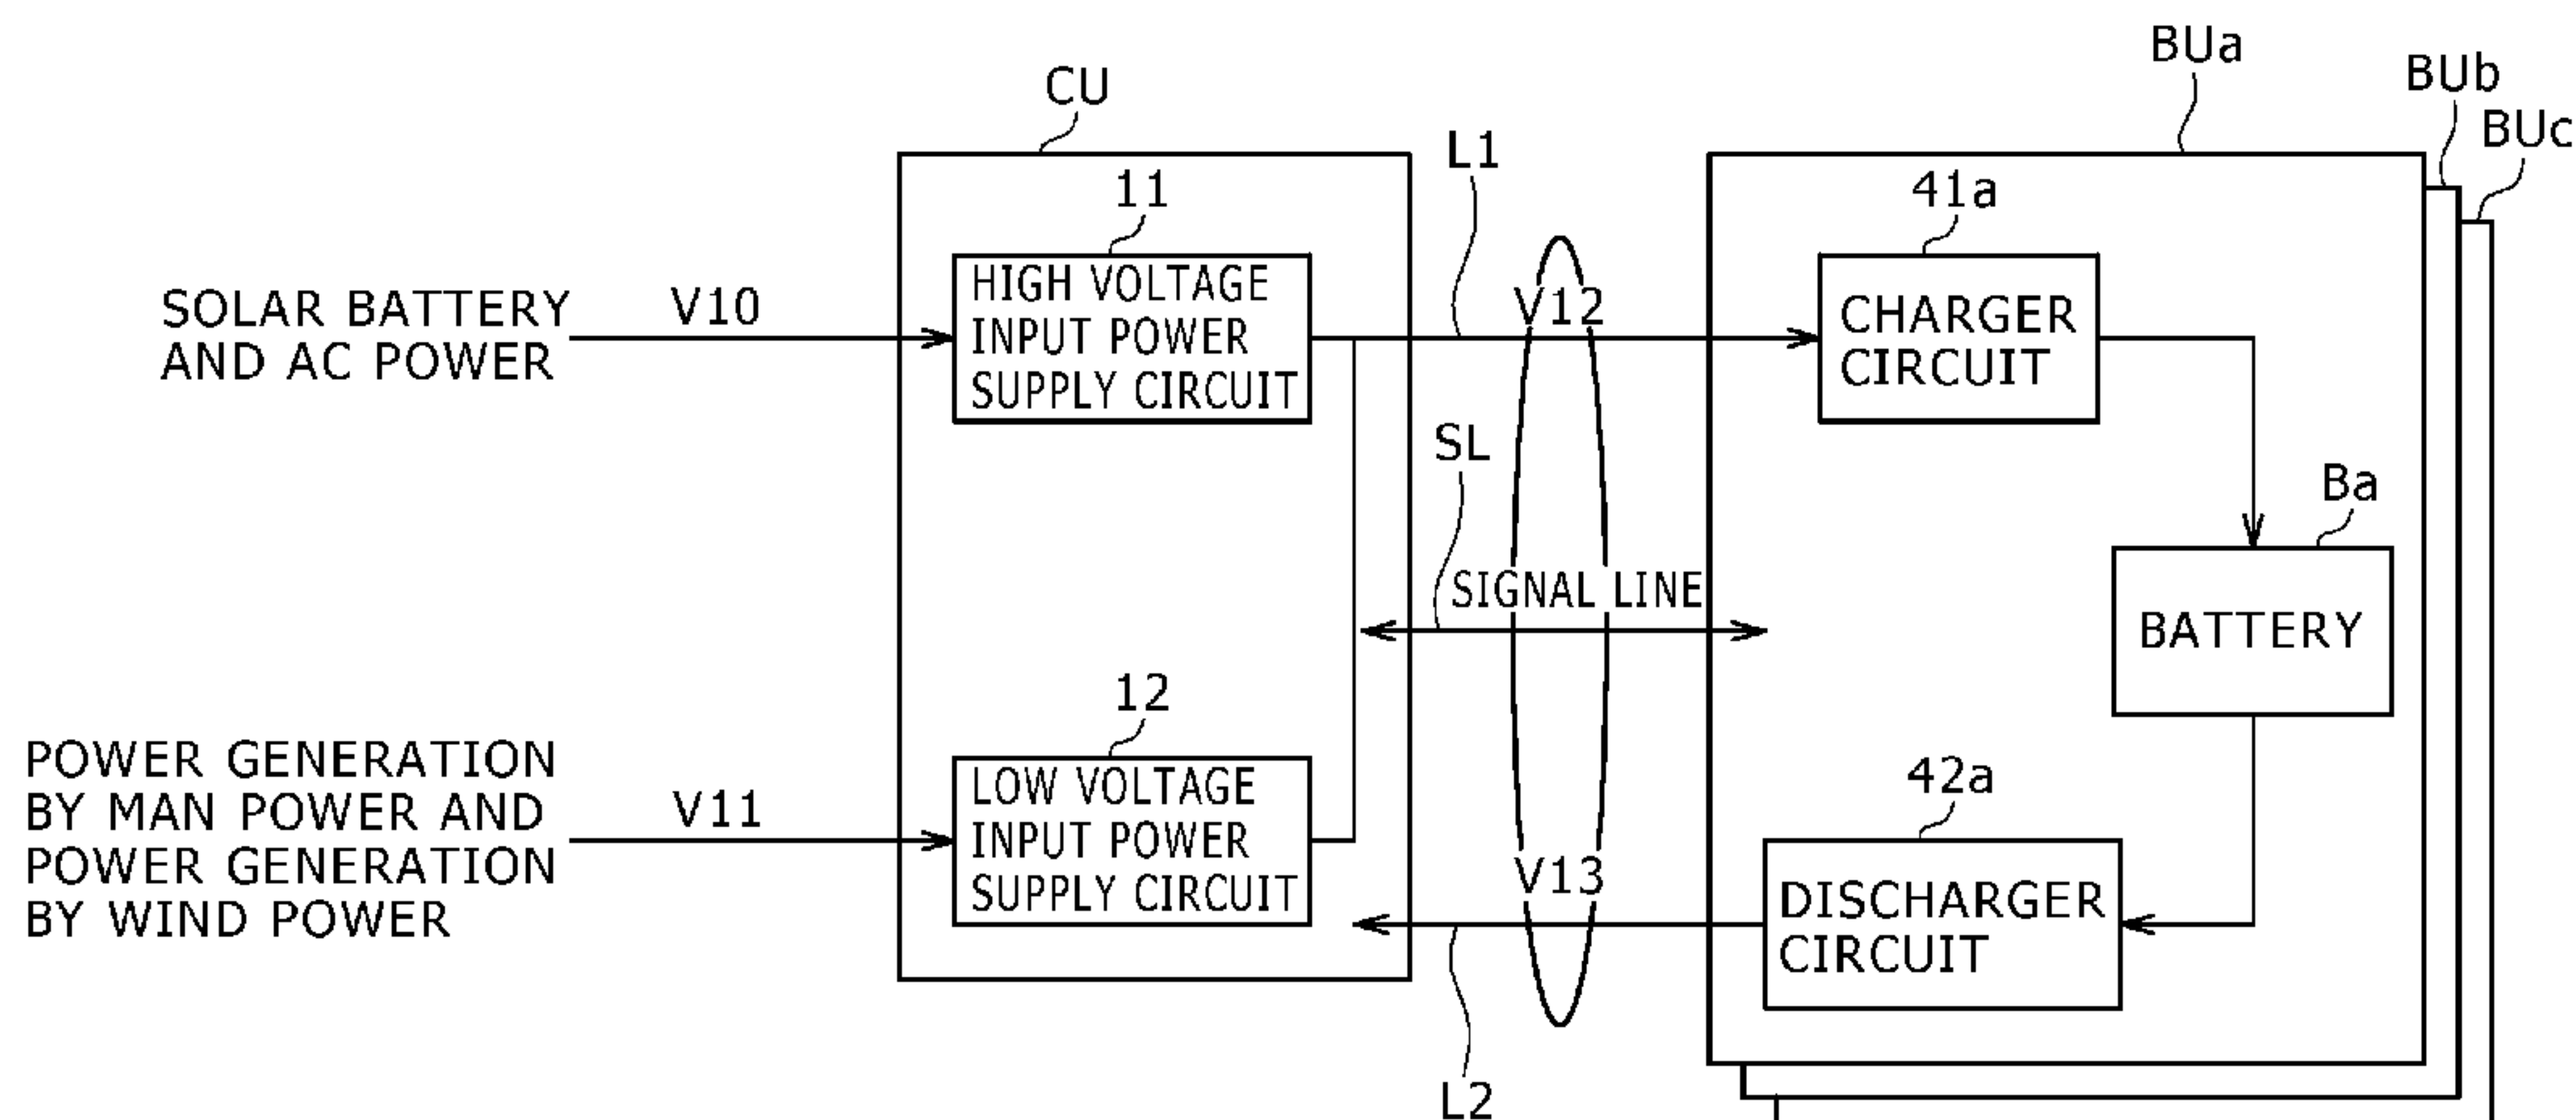 BUa
BUb
CU
BUc
L1
11
41a
HIGH VOLTAGE
INPUT POWER
SUPPLY CIRCUIT
SOLAR BATTERY
AND AC POWER
V10
V12
CHARGER
CIRCUIT
SL
Ba
SIGNAL LINE
BATTERY
12
42a
POWER GENERATION
BY MAN POWER AND
POWER GENERATION
BY WIND POWER
V11
LOW VOLTAGE
INPUT POWER
SUPPLY CIRCUIT
V13
DISCHARGER
CIRCUIT
L2